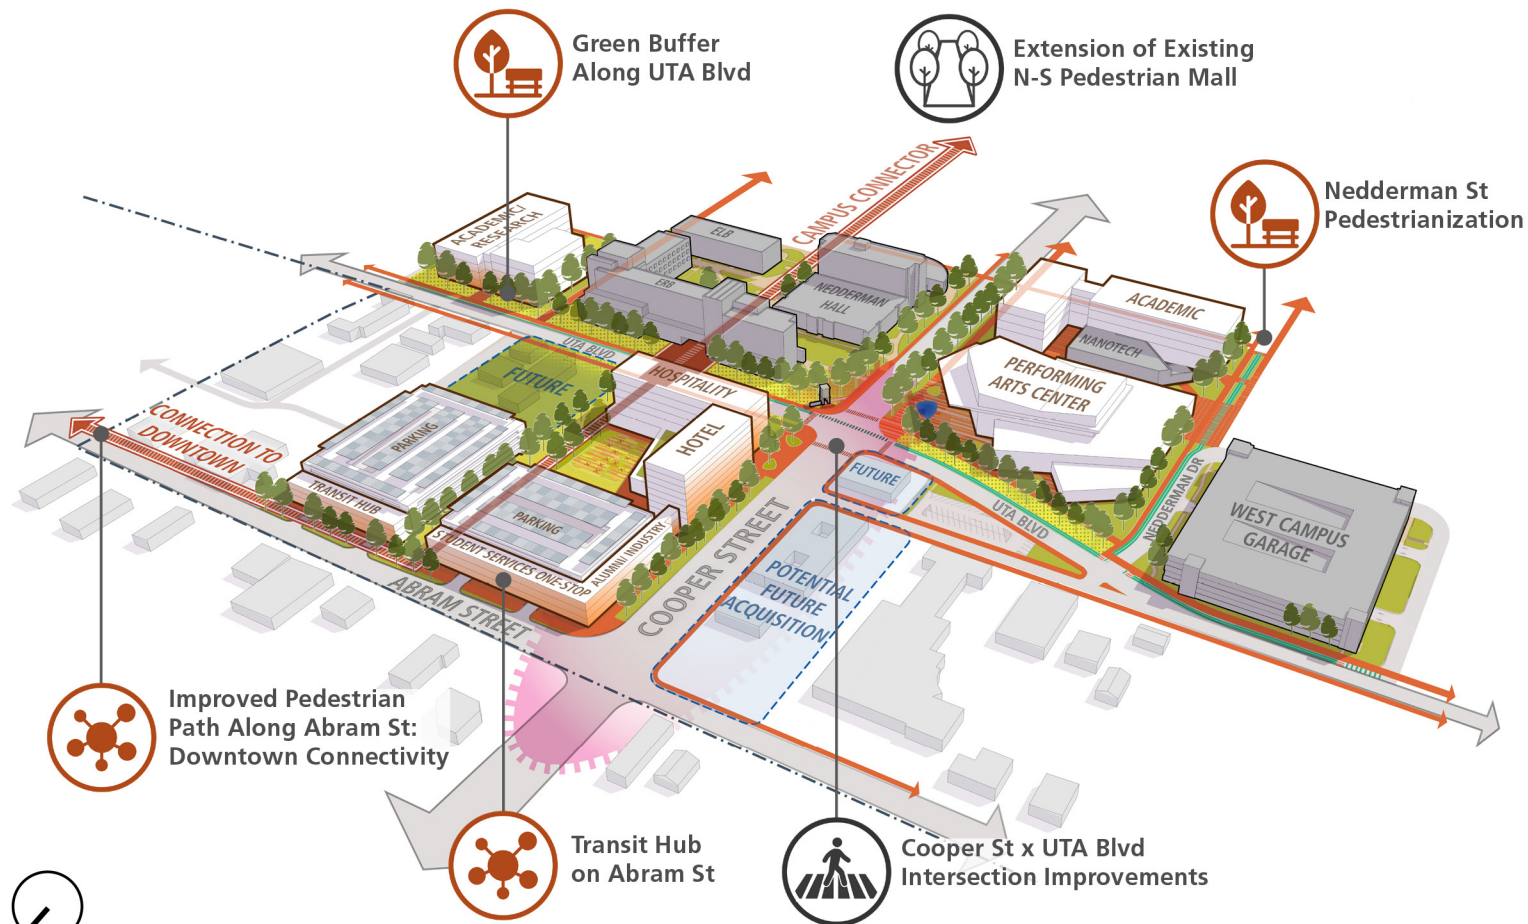 Green Buffer
Along UTA Blvd
Extension of Existing
N-S Pedestrian Mall
Nedderman St
Pedestrianization
CAMPUS CONNECTOR
ACADEMIC/
RESEARCH
ELB
ERB
NEDDERMAN
HALL
ACADEMIC
NANOTECH
PERFORMING
ARTS CENTER
UTA BLVD
FUTURE
HOSPITALITY
HOTEL
CONNECTION TO
DOWNTOWN
PARKING
TRANSIT HUB
PARKING
STUDENT SERVICES ONE-STOP
ALUMNI/ INDUSTRY
FUTURE
UTA BLVD
NEDDERMAN DR
WEST CAMPUS
GARAGE
COOPER STREET
POTENTIAL
FUTURE
ACQUISITION
ABRAM STREET
Improved Pedestrian
Path Along Abram St:
Downtown Connectivity
Transit Hub
on Abram St
Cooper St x UTA Blvd
Intersection Improvements